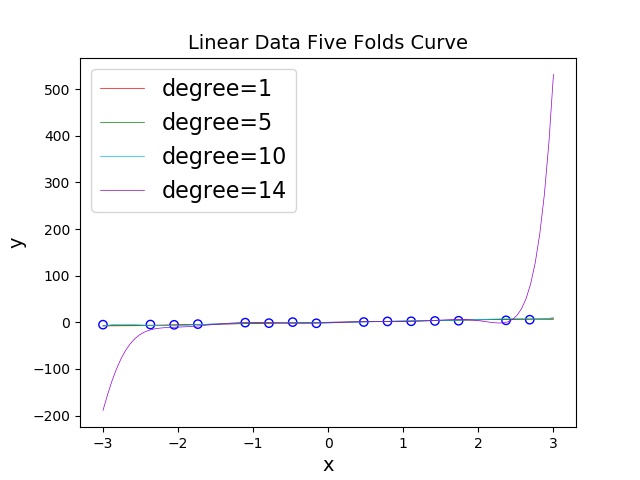 Linear Data Five Folds Curve
degree=1
degree=5
degree=10
degree=14
y
500
400
300
200
100
0
−100
−200
−3 −2 −1 0 1 2 3
x